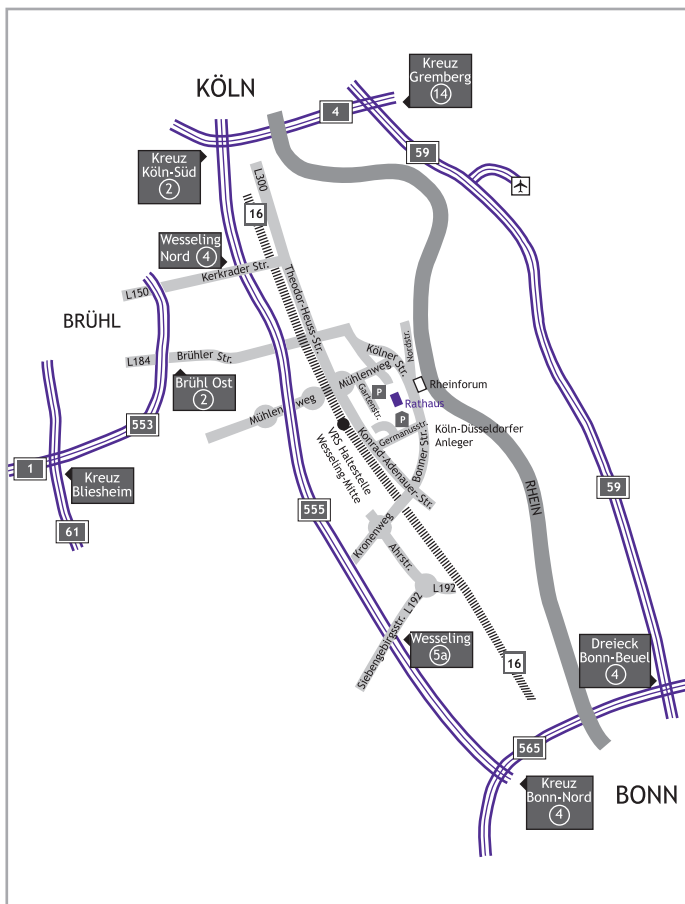 Kreuz
Gremberg
14
KÖLN
4
59
Kreuz
Köln-Süd
2
L300
16
Wesseling
Nord 4
Kerkrader Str.
L150
Theodor-Heuss-Str.
BRÜHL
L184
Brühler Str.
Kölner Str.
Nordstr.
Mühlenweg
Gartenstr.
P
Rheinforum
Rathaus
Brühl Ost
2
Mühlen weg
P
Germanusstr.
Köln-Düsseldorfer
Anleger
553
VRS Haltestelle
Wesseling-Mitte
Konrad-Adenauer-Str.
Bonner Str.
1
Kreuz
Bliesheim
59
RHEIN
555
61
Kronenweg
Ahrstr.
L192
Siebengebirgsstr. L192
Wesseling
5a
16
Dreieck
Bonn-Beuel
4
565
Kreuz
Bonn-Nord
4
BONN